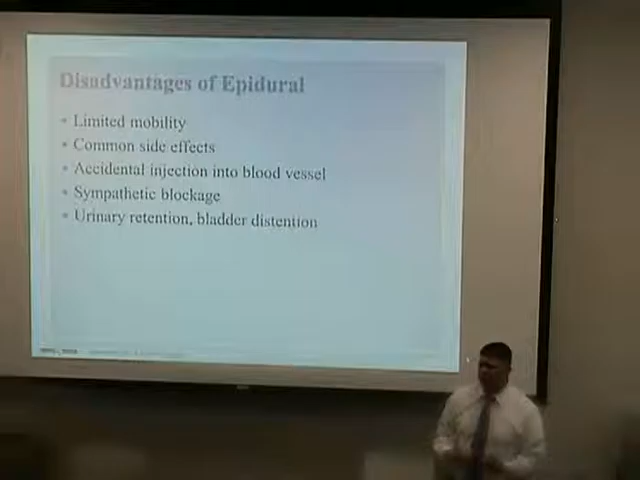 Disadvantages of Epidural
• Limited mobility
• Common side effects
• Accidental injection into blood vessel
• Sympathetic blockage
• Urinary retention, bladder distention